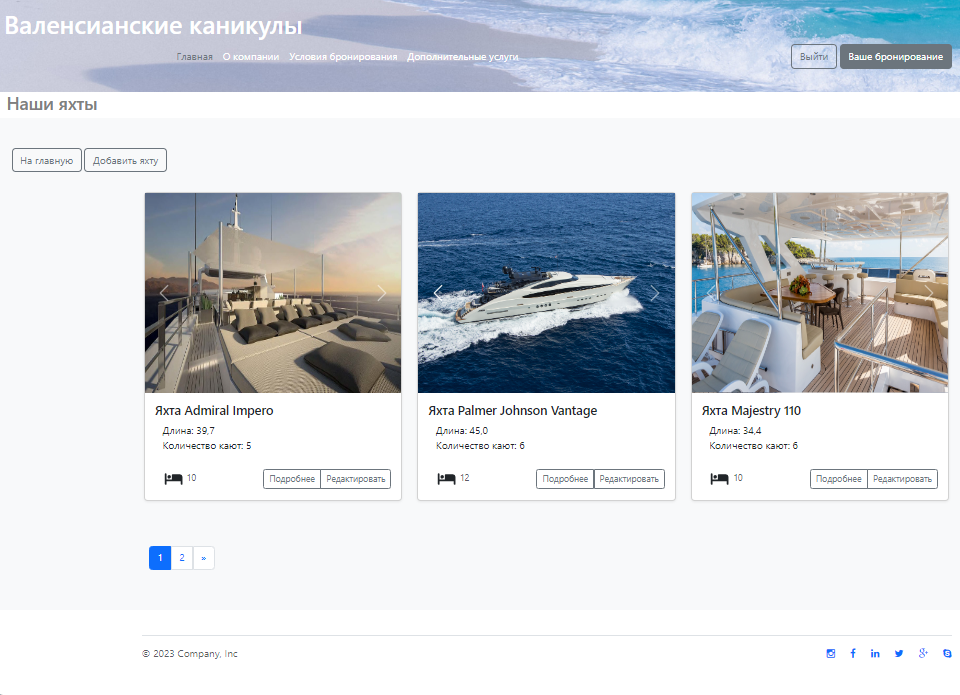 Валенсианские каникулы
Главная О компании Условия бронирования Дополнительные услуги Выйти Ваше бронирование
Наши яхты
На главную Добавить яхту
Яхта Admiral Impero
Длина: 39,7
Количество кают: 5
10 Подробнее Редактировать
Яхта Palmer Johnson Vantage
Длина: 45,0
Количество кают: 6
12 Подробнее Редактировать
Яхта Majestry 110
Длина: 34,4
Количество кают: 6
10 Подробнее Редактировать
1 2 »
© 2023 Company, Inc